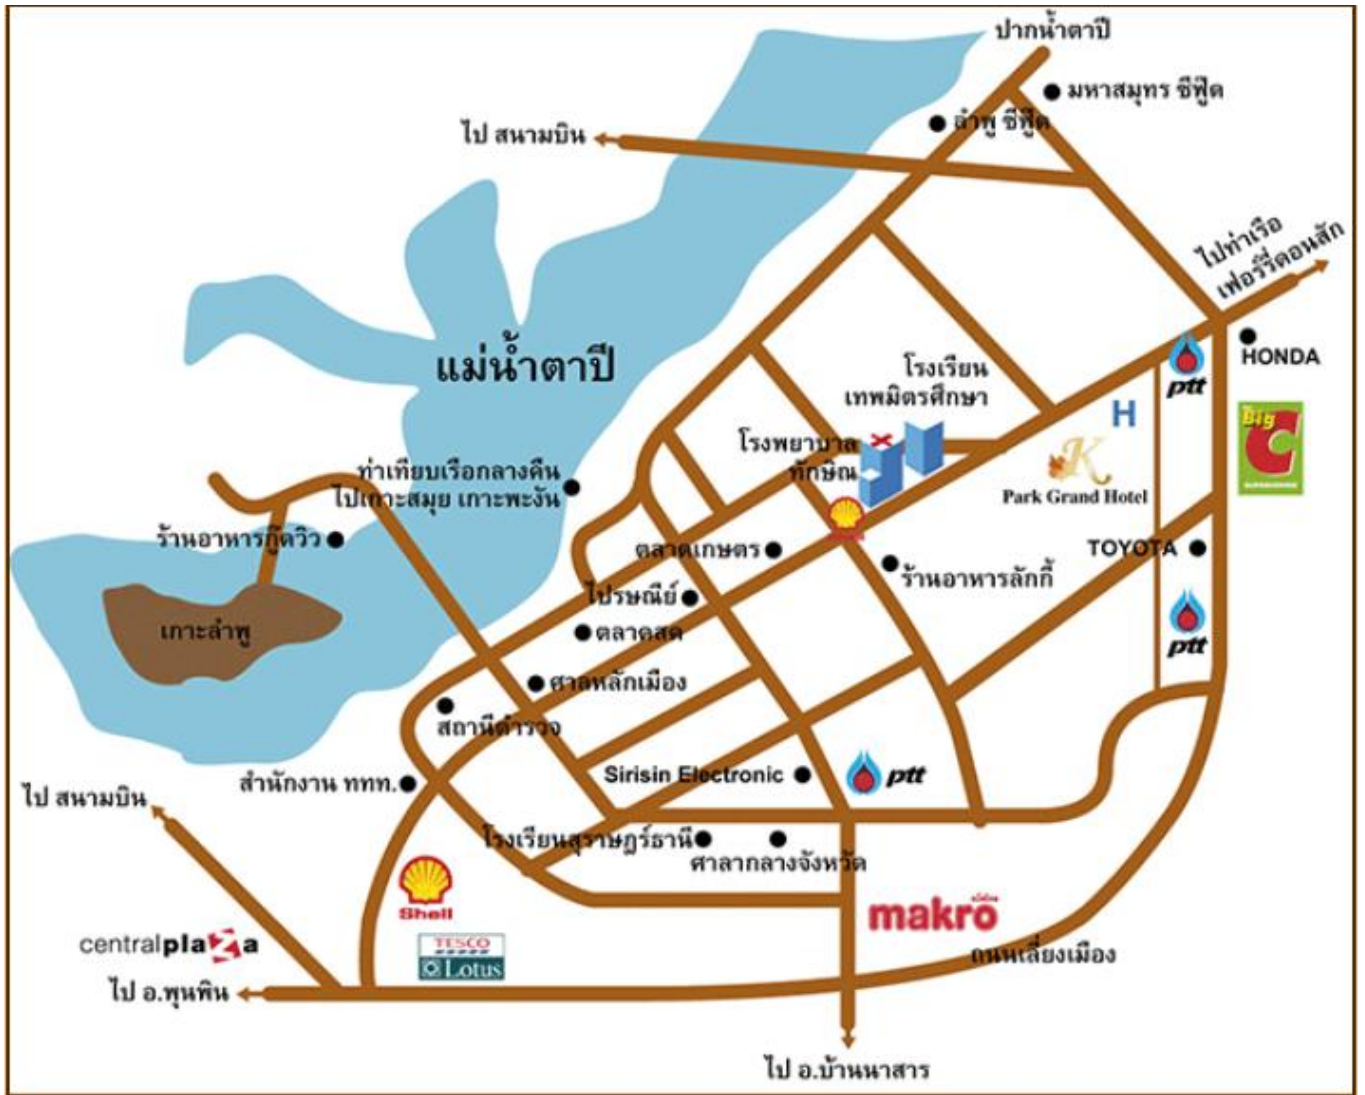 ปากน้ำตาปี
มหาสมุทร ซีฟู๊ด
ลำพู ซีฟู๊ด
ไป สนามบิน
ไปท่าเรือ
เฟอร์รี่ดอนสัก
HONDA
ptt
แม่น้ำตาปี
โรงเรียน
เทพมิตรศึกษา
H
Big
C
K
Park Grand Hotel
โรงพยาบาล
ทักษิณ
ท่าเทียบเรือกลางคืน
ไปเกาะสมุย เกาะพะงัน
ร้านอาหารกู๊ดวิว
ตลาดเกษตร
TOYOTA
ร้านอาหารลักกี้
ไปรษณีย์
เกาะลำพู
ตลาดสด
ptt
ศาลหลักเมือง
สถานีตำรวจ
สำนักงาน ททท.
Sirisin Electronic
ptt
ไป สนามบิน
โรงเรียนสุราษฎร์ธานี
ศาลากลางจังหวัด
Shell
makro
centralplaza
TESCO
Lotus
ถนนเลี่ยงเมือง
ไป อ.พุนพิน
ไป อ.บ้านนาสาร